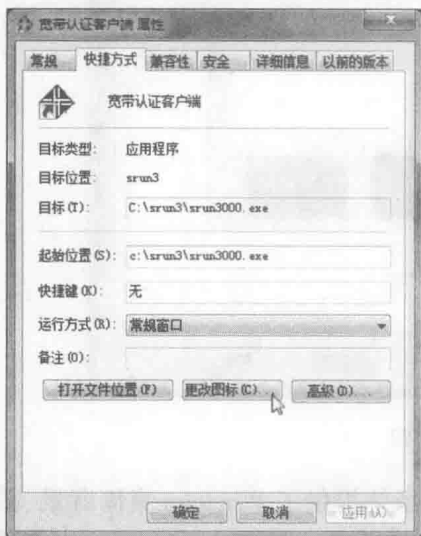 宽带认证客户端 属性
常规 快捷方式 兼容性 安全 详细信息 以前的版本
宽带认证客户端
目标类型: 应用程序
目标位置: srun3
目标(T): C:\srun3\srun3000.exe
起始位置(S): c:\srun3\srun3000.exe
快捷键(K): 无
运行方式(R): 常规窗口
备注(O):
打开文件位置(F) 更改图标(C)... 高级(D)...
确定 取消 应用(A)